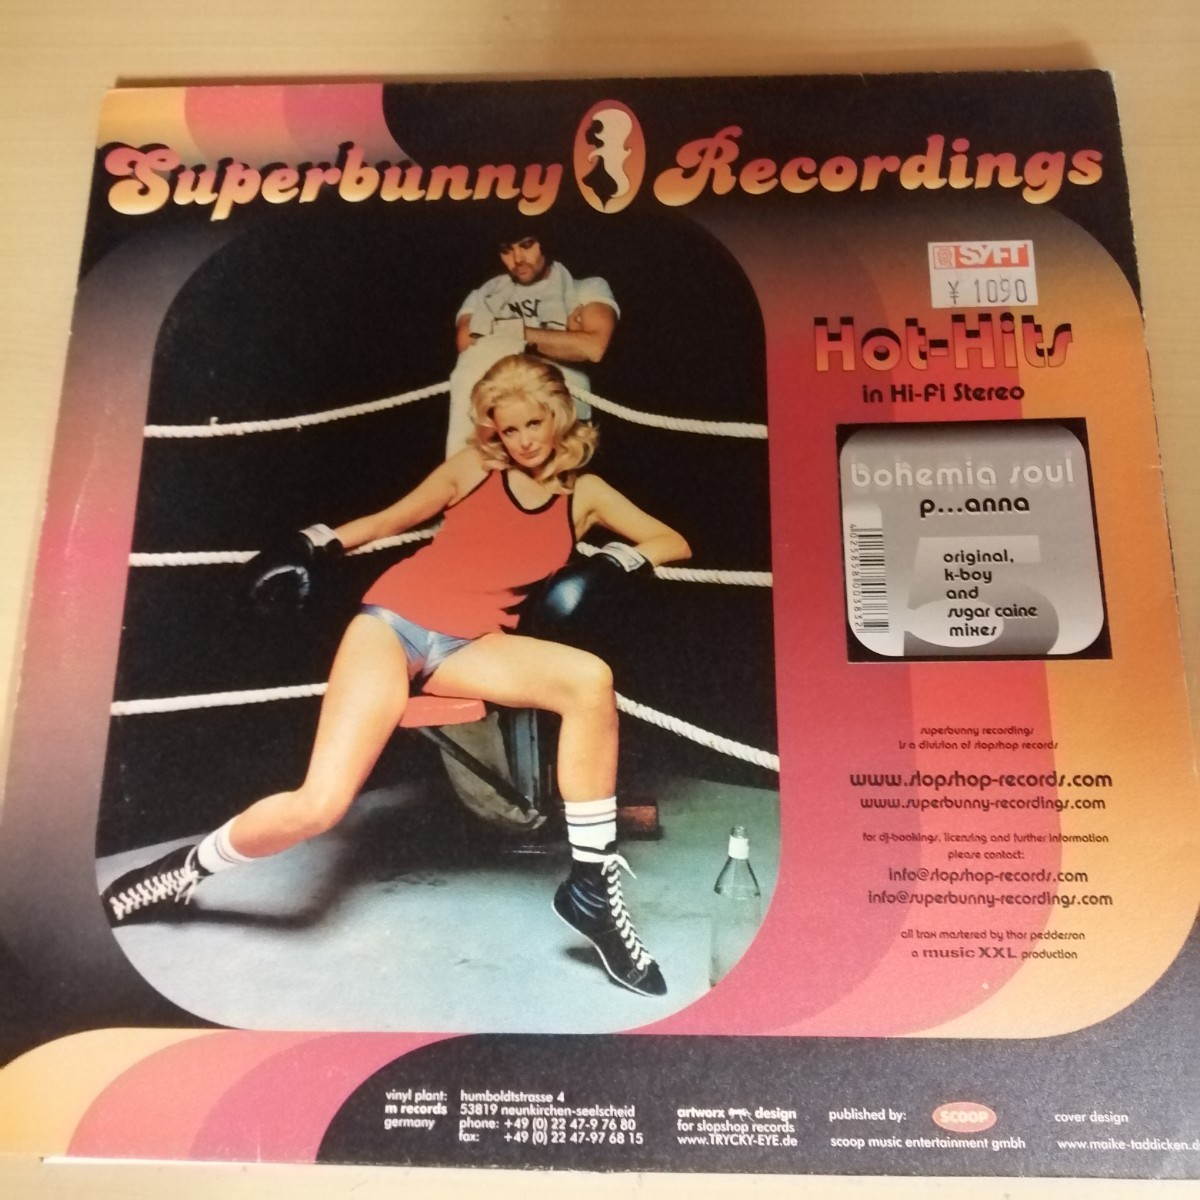 Superbunny Recordings
MSC
SYFT
¥ 1090
Hot-Hits
in Hi-Fi Stereo
bohemia soul
p...anna
5
original,
k-boy
and
sugar caine
mixes
superbunny recordings
is a division of slopshop records
www.slopshop-records.com
www.superbunny-recordings.com
for dj-bookings, licensing and further information
please contact:
info@slopshop-records.com
info@superbunny-recordings.com
all trax mastered by thor pedderson
a music XXL production
vinyl plant:
m records
germany
humboldtstrasse 4
53819 neunkirchen-seelscheid
phone: +49 (0) 22 47-9 76 80
fax: +49 (0) 22 47-97 68 15
artworx design
for slopshop records
www.TRYCKY-EYE.de
published by: SCOOP
scoop music entertainment gmbh
cover design
www.maike-taddicken.d